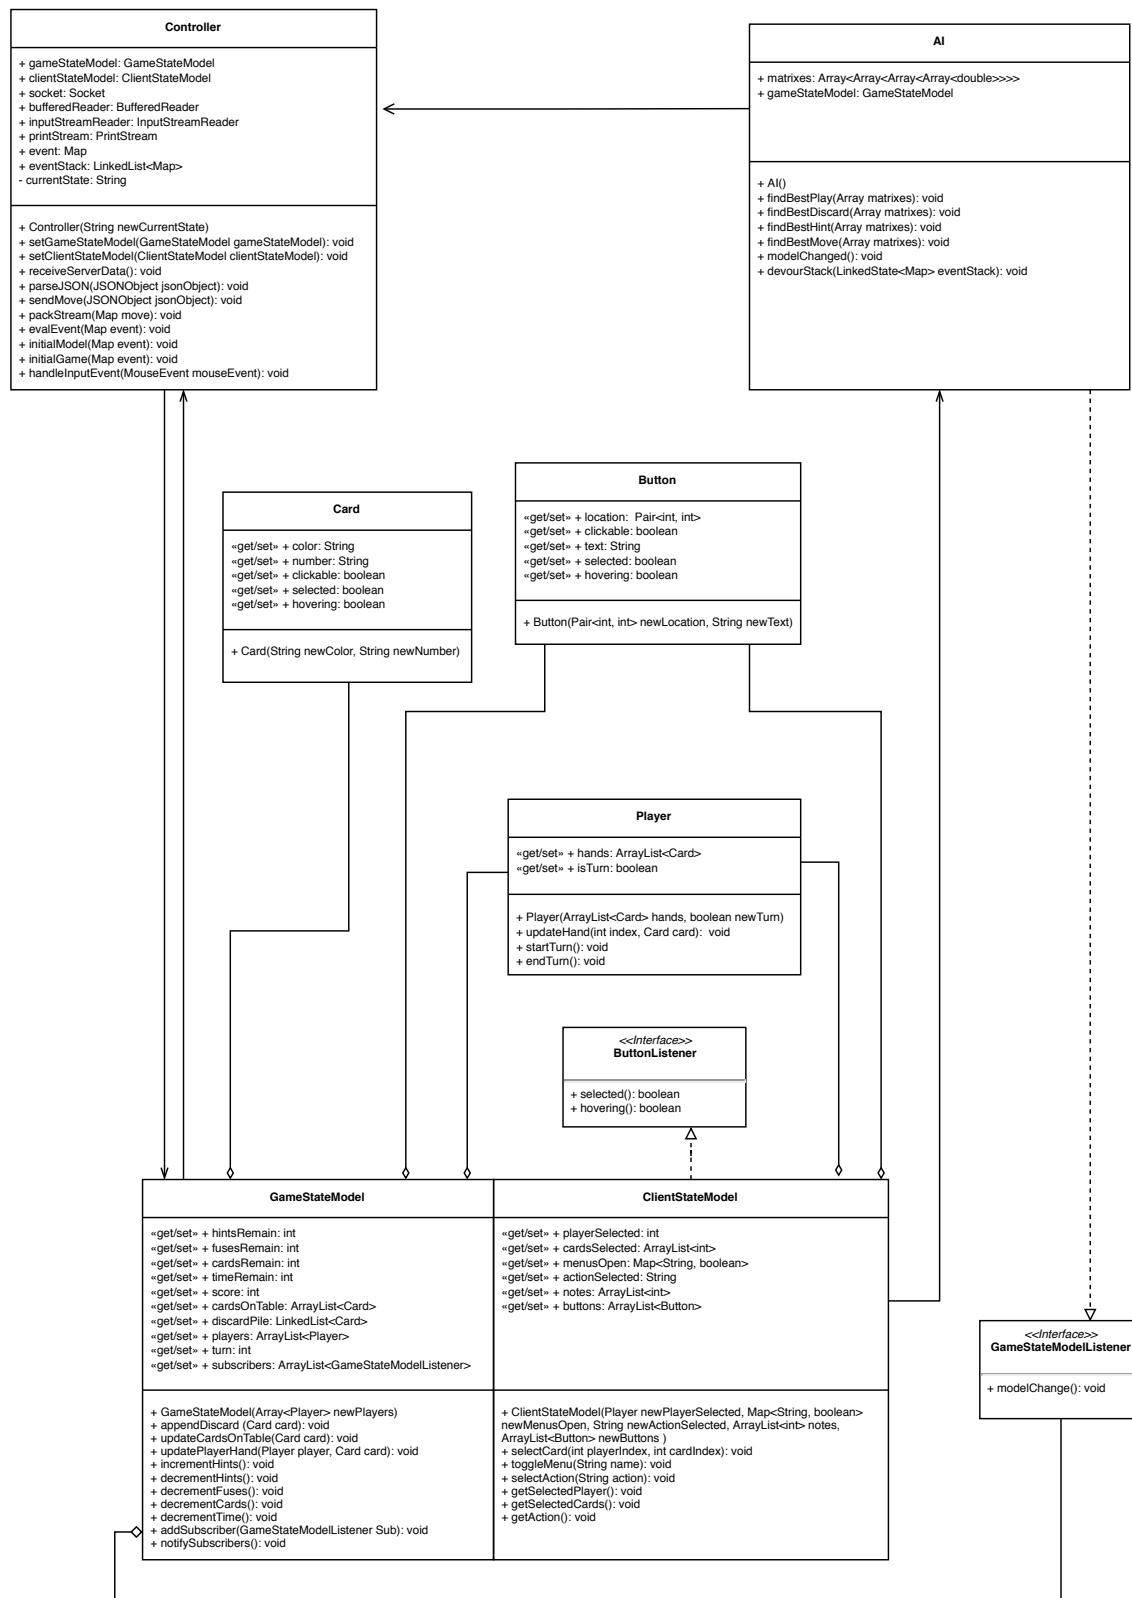 Controller
+ gameStateModel: GameStateModel
+ clientStateModel: ClientStateModel
+ socket: Socket
+ bufferedReader: BufferedReader
+ inputStreamReader: InputStreamReader
+ printStream: PrintStream
+ event: Map
+ eventStack: LinkedList<Map>
- currentState: String
+ Controller(String newCurrentState)
+ setGameStateModel(GameStateModel gameStateModel): void
+ setClientStateModel(ClientStateModel clientStateModel): void
+ receiveServerData(): void
+ parseJSON(JSONObject jsonObject): void
+ sendMove(JSONObject jsonObject): void
+ packStream(Map move): void
+ evalEvent(Map event): void
+ initialModel(Map event): void
+ initialGame(Map event): void
+ handleInputEvent(MouseEvent mouseEvent): void
AI
+ matrixes: Array<Array<Array<Array<double>>>>
+ gameStateModel: GameStateModel
+ AI()
+ findBestPlay(Array matrixes): void
+ findBestDiscard(Array matrixes): void
+ findBestHint(Array matrixes): void
+ findBestMove(Array matrixes): void
+ modelChanged(): void
+ devourStack(LinkedState<Map> eventStack): void
Card
«get/set» + color: String
«get/set» + number: String
«get/set» + clickable: boolean
«get/set» + selected: boolean
«get/set» + hovering: boolean
+ Card(String newColor, String newNumber)
Button
«get/set» + location:  Pair<int, int>
«get/set» + clickable: boolean
«get/set» + text: String
«get/set» + selected: boolean
«get/set» + hovering: boolean
+ Button(Pair<int, int> newLocation, String newText)
Player
«get/set» + hands: ArrayList<Card>
«get/set» + isTurn: boolean
+ Player(ArrayList<Card> hands, boolean newTurn)
+ updateHand(int index, Card card):  void
+ startTurn(): void
+ endTurn(): void
<<Interface>>
ButtonListener
+ selected(): boolean
+ hovering(): boolean
GameStateModel
«get/set» + hintsRemain: int
«get/set» + fusesRemain: int
«get/set» + cardsRemain: int
«get/set» + timeRemain: int
«get/set» + score: int
«get/set» + cardsOnTable: ArrayList<Card>
«get/set» + discardPile: LinkedList<Card>
«get/set» + players: ArrayList<Player>
«get/set» + turn: int
«get/set» + subscribers: ArrayList<GameStateModelListener>
+ GameStateModel(Array<Player> newPlayers)
+ appendDiscard (Card card): void
+ updateCardsOnTable(Card card): void
+ updatePlayerHand(Player player, Card card): void
+ incrementHints(): void
+ decrementHints(): void
+ decrementFuses(): void
+ decrementCards(): void
+ decrementTime(): void
+ addSubscriber(GameStateModelListener Sub): void
+ notifySubscribers(): void
ClientStateModel
«get/set» + playerSelected: int
«get/set» + cardsSelected: ArrayList<int>
«get/set» + menusOpen: Map<String, boolean>
«get/set» + actionSelected: String
«get/set» + notes: ArrayList<int>
«get/set» + buttons: ArrayList<Button>
+ ClientStateModel(Player newPlayerSelected, Map<String, boolean>
newMenusOpen, String newActionSelected, ArrayList<int> notes,
ArrayList<Button> newButtons )
+ selectCard(int playerIndex, int cardIndex): void
+ toggleMenu(String name): void
+ selectAction(String action): void
+ getSelectedPlayer(): void
+ getSelectedCards(): void
+ getAction(): void
<<Interface>>
GameStateModelListener
+ modelChange(): void